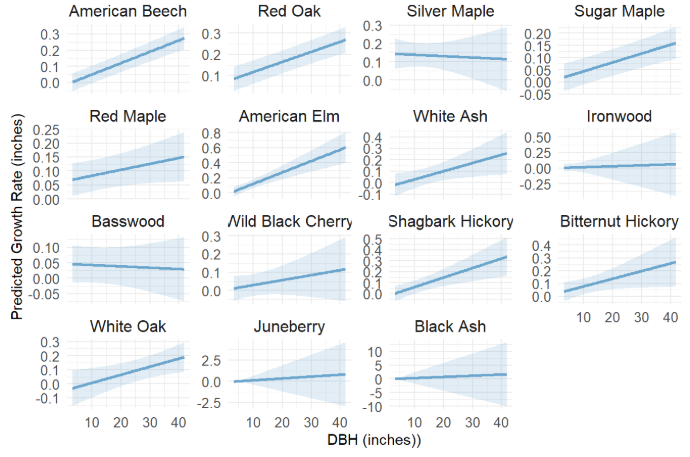 American Beech Red Oak Silver Maple Sugar Maple
0.3 0.2 0.1 0.0
0.3 0.2 0.1
0.3 0.2 0.1 0.0
0.20 0.15 0.10 0.05 0.00 -0.05
Red Maple American Elm White Ash Ironwood
0.25 0.20 0.15 0.10 0.05 0.00
0.8 0.6 0.4 0.2 0.0
0.4 0.3 0.2 0.1 0.0 -0.1
0.50 0.25 0.00 -0.25
Basswood Wild Black Cherry Shagbark Hickory Bitternut Hickory
0.10 0.05 0.00 -0.05
0.3 0.2 0.1 0.0
0.5 0.4 0.3 0.2 0.1 0.0
0.4 0.3 0.2 0.1 0.0
10 20 30 40
White Oak Juneberry Black Ash
0.3 0.2 0.1 0.0 -0.1
2.5 0.0 -2.5
10 5 0 -5 -10
10 20 30 40 10 20 30 40 10 20 30 40
DBH (inches))
Predicted Growth Rate (inches)